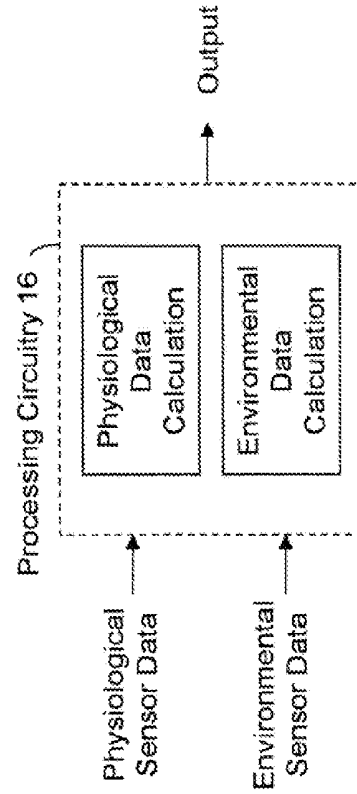 Processing Circuitry 16
Physiological
Sensor Data
Environmental
Sensor Data
Physiological
Data
Calculation
Environmental
Data
Calculation
Output